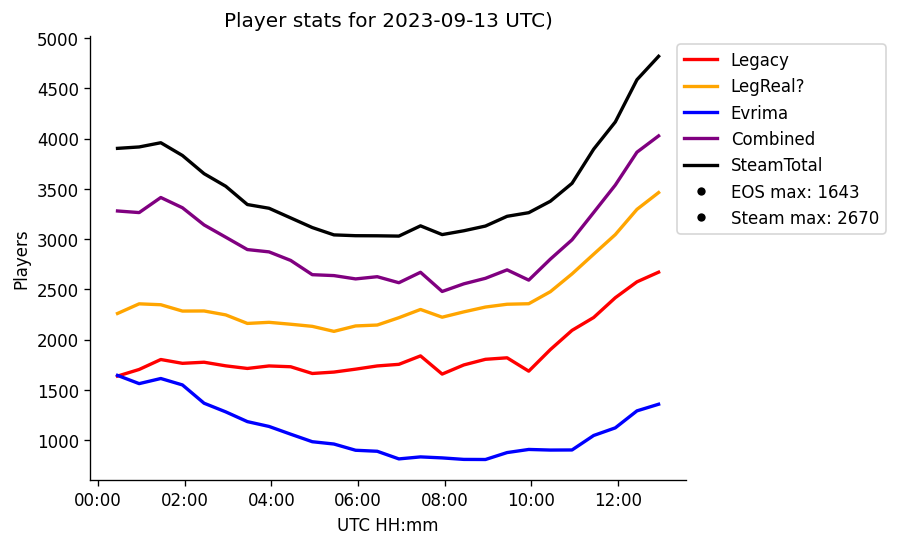 Player stats for 2023-09-13 UTC)
5000
4500
4000
3500
3000
2500
2000
1500
1000
Players
00:00 02:00 04:00 06:00 08:00 10:00 12:00
UTC HH:mm
Legacy
LegReal?
Evrima
Combined
SteamTotal
EOS max: 1643
Steam max: 2670